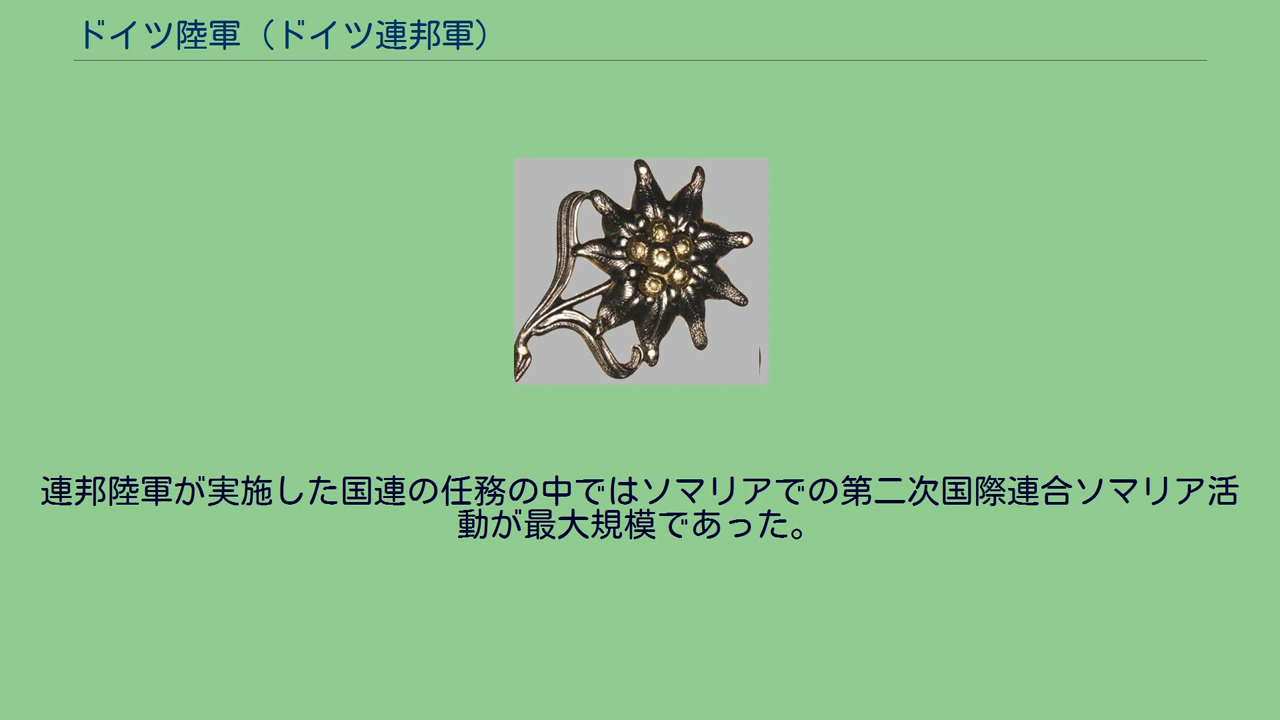 ドイツ陸軍（ドイツ連邦軍）
連邦陸軍が実施した国連の任務の中ではソマリアでの第二次国際連合ソマリア活
動が最大規模であった。